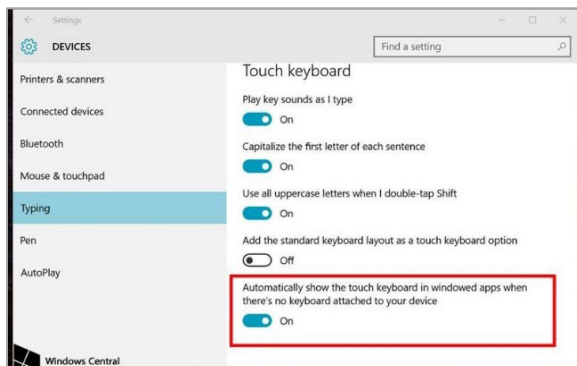 Settings
DEVICES
Find a setting
Printers & scanners
Connected devices
Bluetooth
Mouse & touchpad
Typing
Pen
AutoPlay
Touch keyboard
Play key sounds as I type
On
Capitalize the first letter of each sentence
On
Use all uppercase letters when I double-tap Shift
On
Add the standard keyboard layout as a touch keyboard option
Off
Automatically show the touch keyboard in windowed apps when
there's no keyboard attached to your device
On
Windows Central